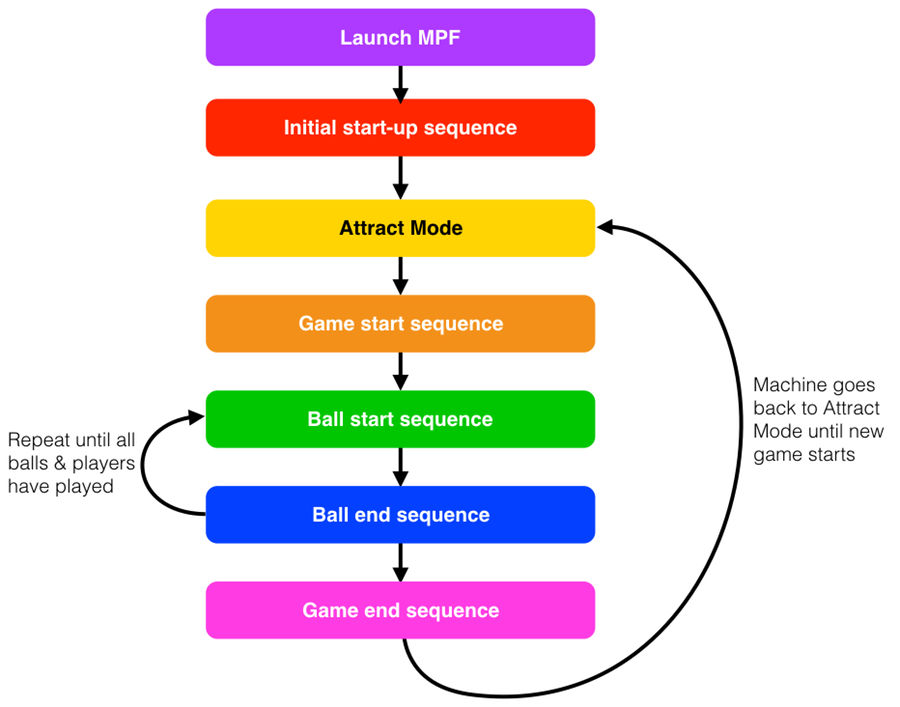 Launch MPF
Initial start-up sequence
Attract Mode
Game start sequence
Ball start sequence
Ball end sequence
Game end sequence
Repeat until all
balls & players
have played
Machine goes
back to Attract
Mode until new
game starts